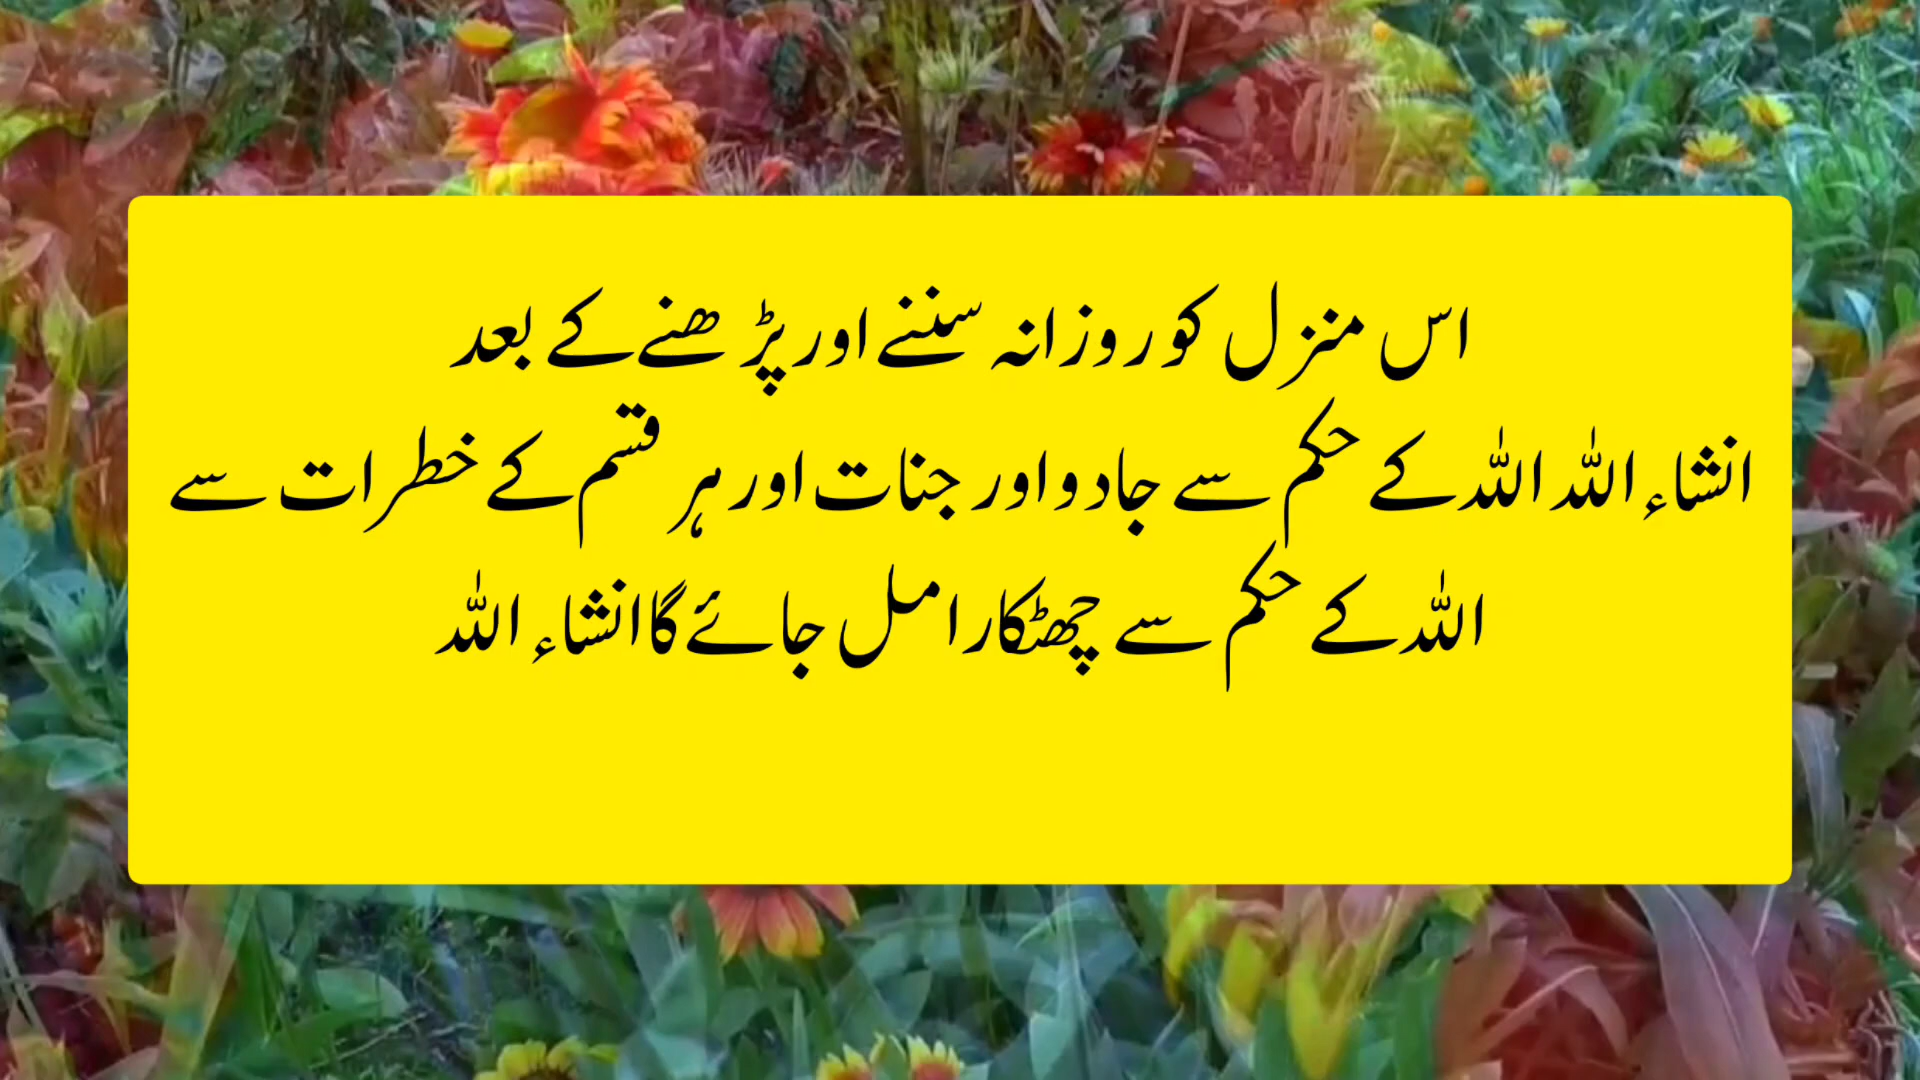 اس منزل کو روزانہ سننے اور پڑھنے کے بعد
انشاء اللہ اللہ کے حکم سے جادو اور جنات اور ہر قسم کے خطرات سے
اللہ کے حکم سے چھٹکارا مل جائے گا انشاء اللہ